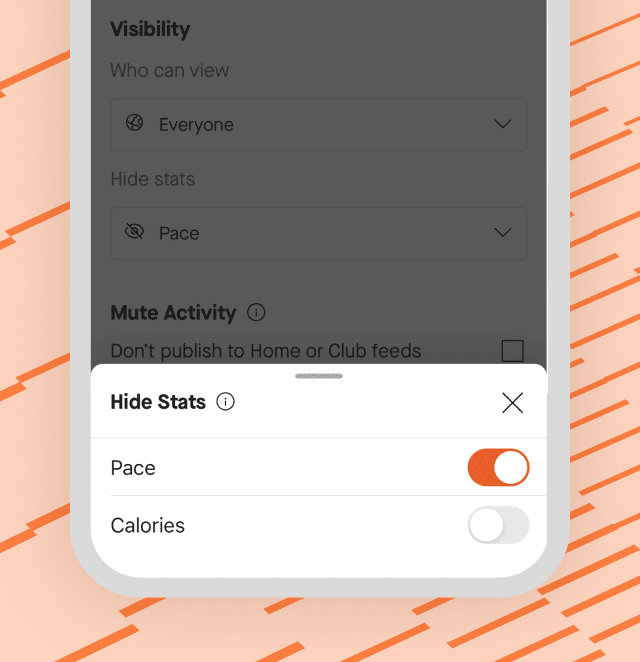 Visibility
Who can view
Everyone
Hide stats
Pace
Mute Activity
Don't publish to Home or Club feeds
Hide Stats
Pace
Calories